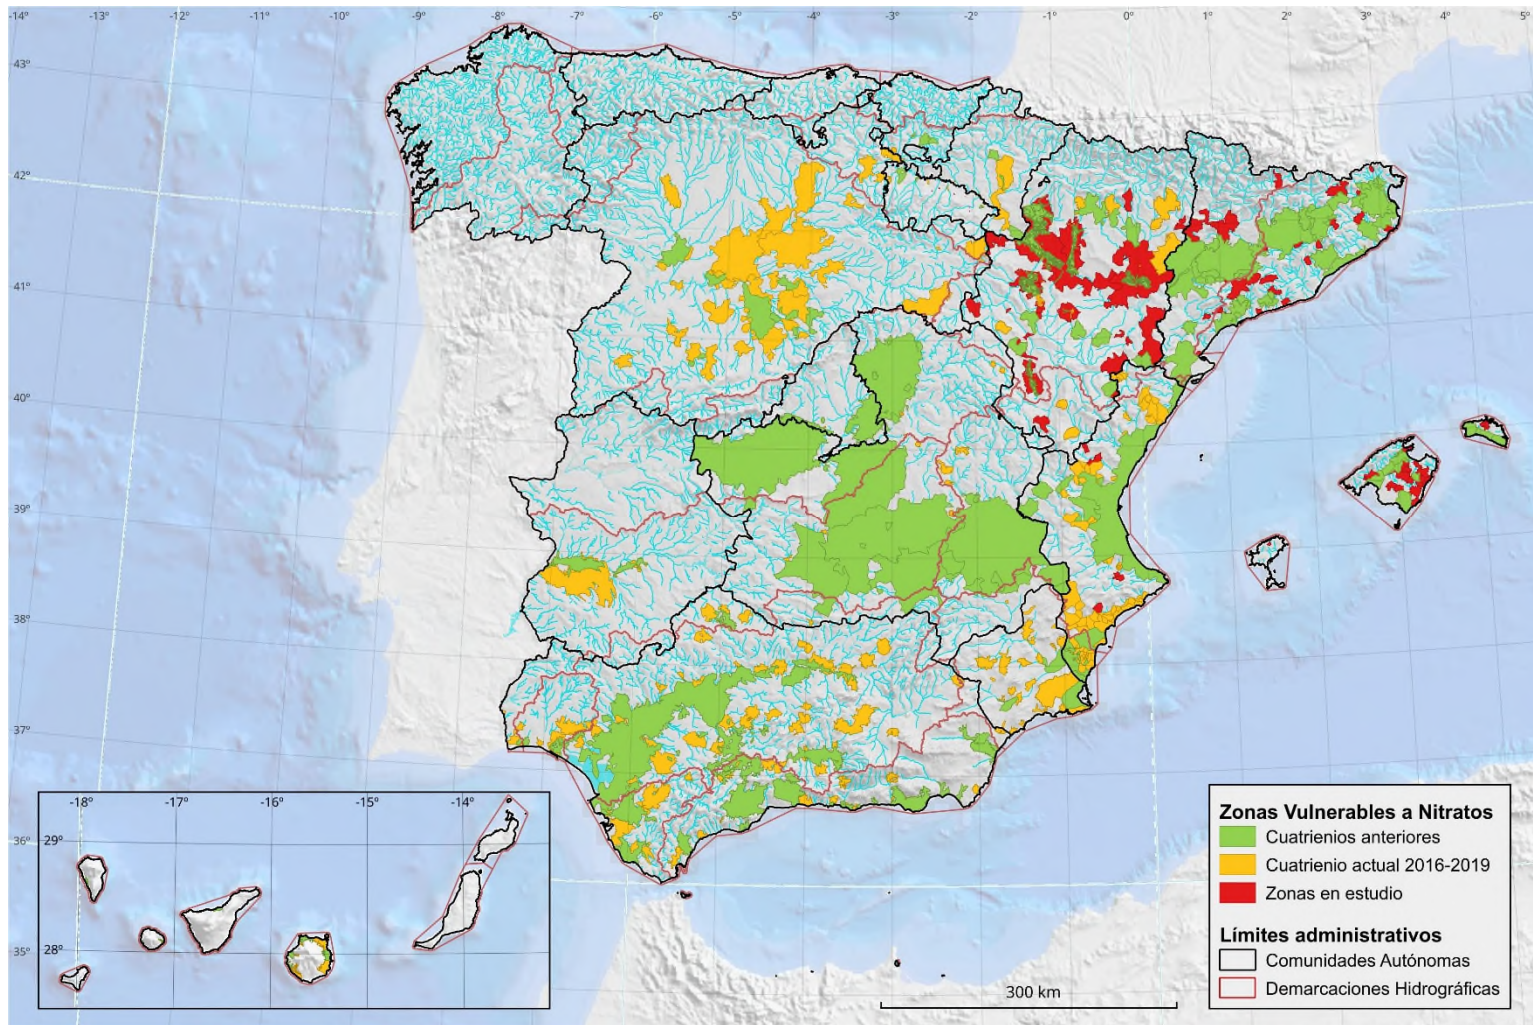 -14° -13° -12° -11° -10° -9° -8° -7° -6° -5° -4° -3° -2° -1° 0° 1° 2° 3° 4° 5°
43°
42°
41°
40°
39°
38°
37°
36°
35°
-18° -17° -16° -15° -14°
29°
28°
300 km
Zonas Vulnerables a Nitratos
Cuatrienios anteriores
Cuatrienio actual 2016-2019
Zonas en estudio
Límites administrativos
Comunidades Autónomas
Demarcaciones Hidrográficas